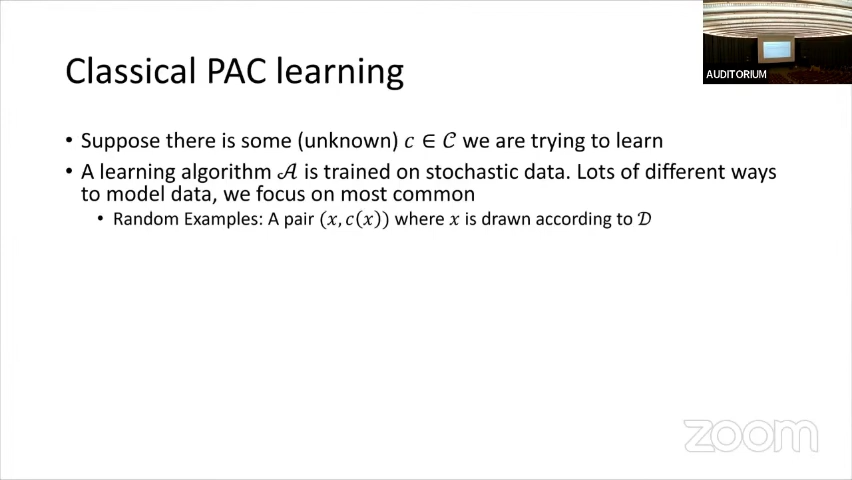 AUDITORIUM
Classical PAC learning
• Suppose there is some (unknown) 𝑐 ∈ 𝒞 we are trying to learn
• A learning algorithm 𝒜 is trained on stochastic data. Lots of different ways
to model data, we focus on most common
• Random Examples: A pair (𝑥, 𝑐(𝑥)) where 𝑥 is drawn according to 𝒟
zoom